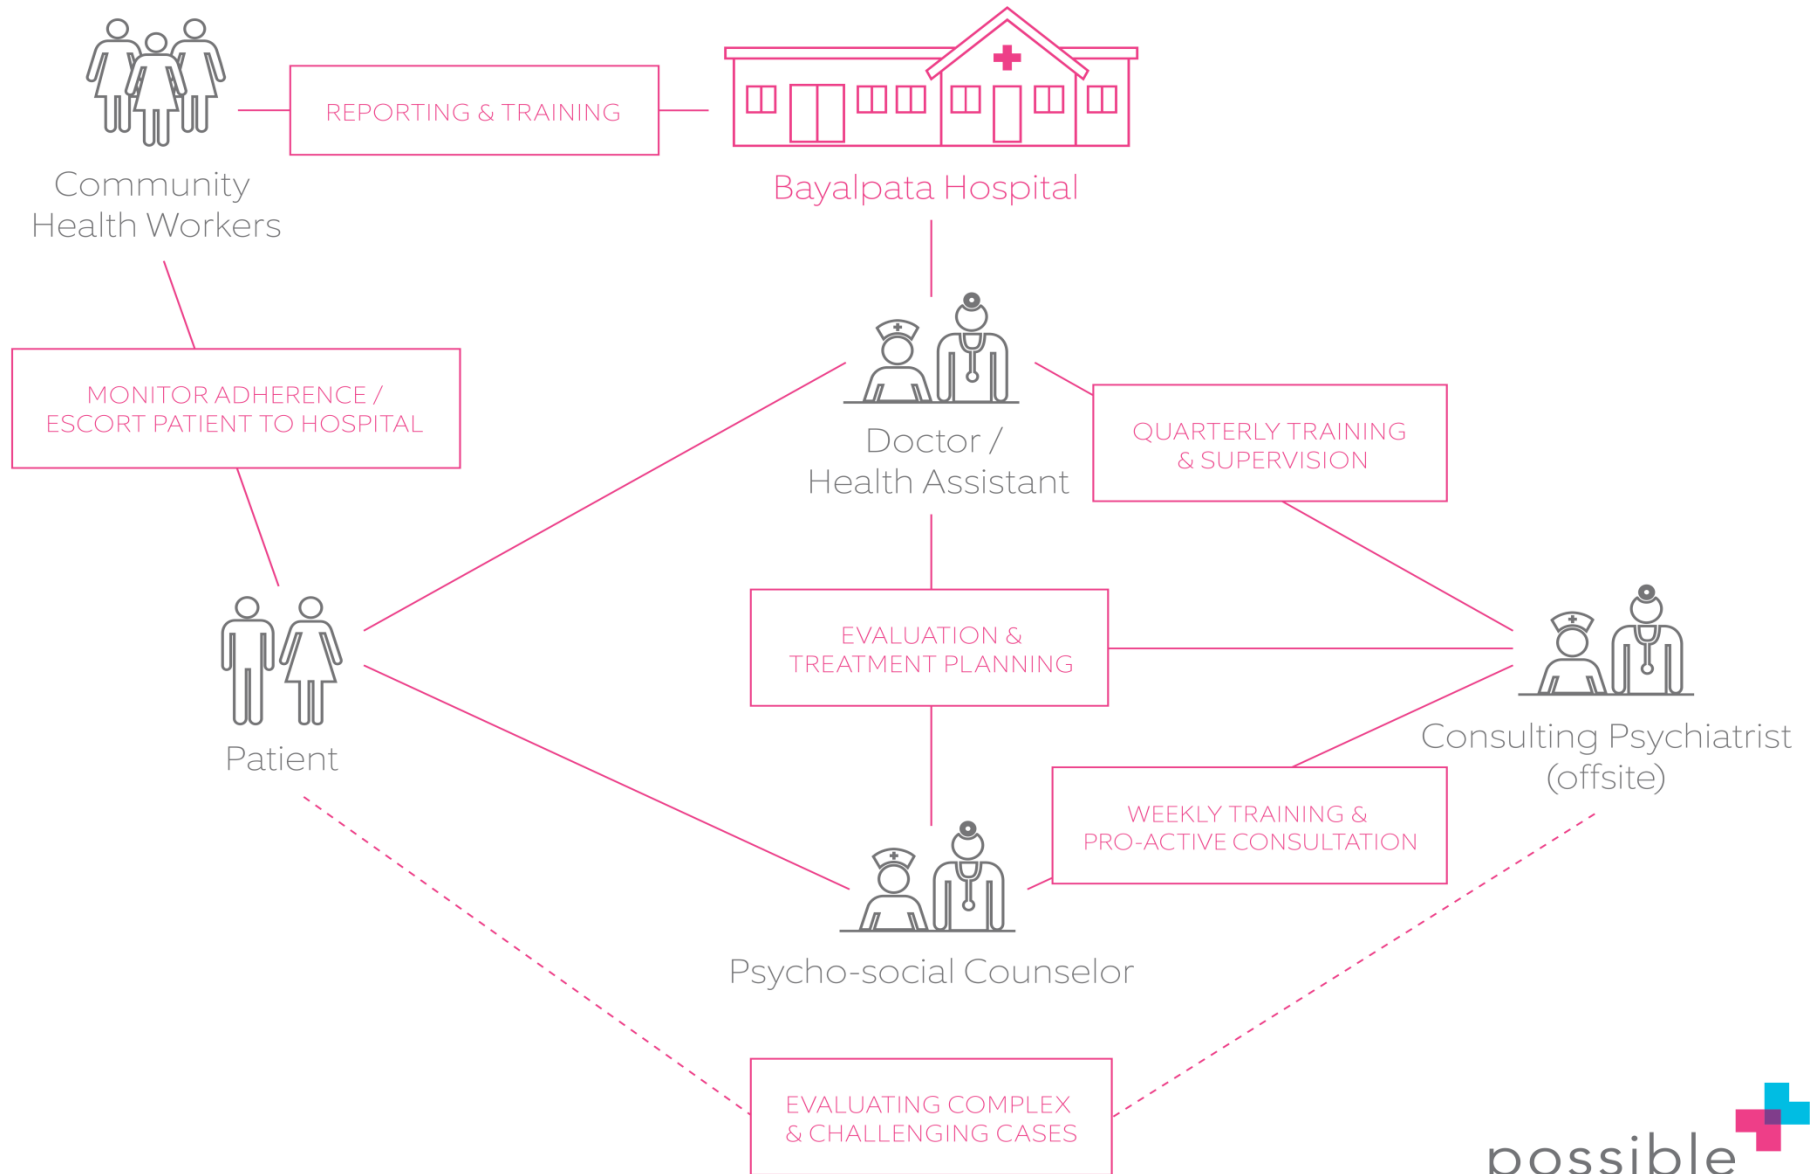 REPORTING & TRAINING
Community
Health Workers
Bayalpata Hospital
MONITOR ADHERENCE /
ESCORT PATIENT TO HOSPITAL
Doctor /
Health Assistant
QUARTERLY TRAINING
& SUPERVISION
EVALUATION &
TREATMENT PLANNING
Patient
Consulting Psychiatrist
(offsite)
WEEKLY TRAINING &
PRO-ACTIVE CONSULTATION
Psycho-social Counselor
EVALUATING COMPLEX
& CHALLENGING CASES
possible